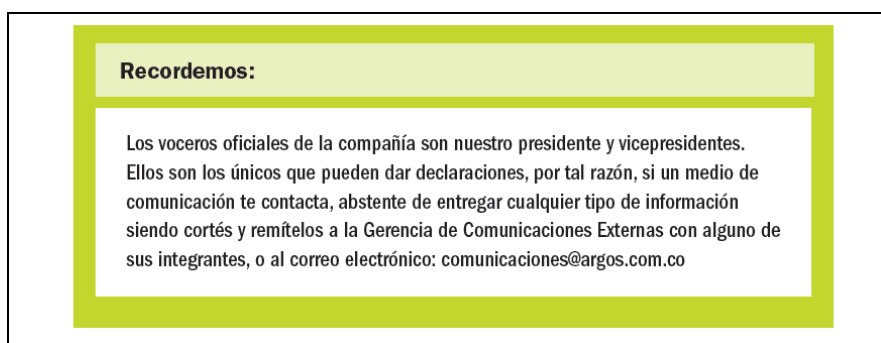 Recordemos:
Los voceros oficiales de la compañía son nuestro presidente y vicepresidentes.
Ellos son los únicos que pueden dar declaraciones, por tal razón, si un medio de
comunicación te contacta, abstente de entregar cualquier tipo de información
siendo cortés y remítelos a la Gerencia de Comunicaciones Externas con alguno de
sus integrantes, o al correo electrónico: comunicaciones@argos.com.co